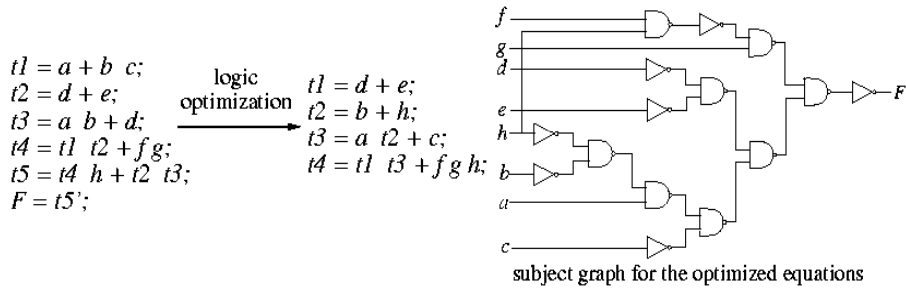 t1 = a + b c;
t2 = d + e;
t3 = a b + d;
t4 = t1 t2 + f g;
t5 = t4 h + t2 t3;
F = t5';
logic
optimization
t1 = d + e;
t2 = b + h;
t3 = a t2 + c;
t4 = t1 t3 + f g h;
f
g
d
e
h
b
a
c
F
subject graph for the optimized equations